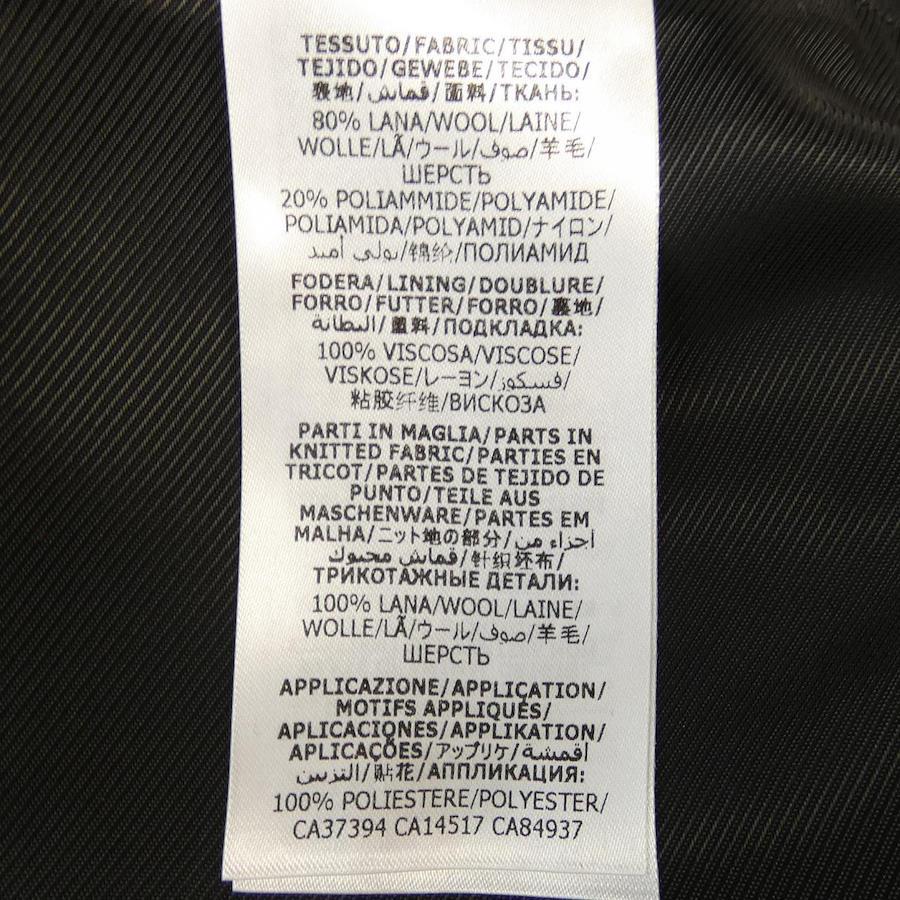 TESSUTO/FABRIC/TISSU/
TEJIDO/GEWEBE/TECIDO/
裏地/قماش/面料/ТКАНЬ:
80% LANA/WOOL/LAINE/
WOLLE/LÃ/ウール/صوف/羊毛/
ШЕРСТЬ
20% POLIAMMIDE/POLYAMIDE/
POLIAMIDA/POLYAMID/ナイロン/
بولي أميد/锦纶/ПОЛИАМИД
FODERA/LINING/DOUBLURE/
FORRO/FUTTER/FORRO/裏地/
البطانة/里料/ПОДКЛАДКА:
100% VISCOSA/VISCOSE/
VISKOSE/レーヨン/فسكوز/
粘胶纤维/ВИСКОЗА
PARTI IN MAGLIA/PARTS IN
KNITTED FABRIC/PARTIES EN
TRICOT/PARTES DE TEJIDO DE
PUNTO/TEILE AUS
MASCHENWARE/PARTES EM
MALHA/ニット地の部分/أجزاء من
قماش محبوك/针织坯布/
ТРИКОТАЖНЫЕ ДЕТАЛИ:
100% LANA/WOOL/LAINE/
WOLLE/LÃ/ウール/صوف/羊毛/
ШЕРСТЬ
APPLICAZIONE/APPLICATION/
MOTIFS APPLIQUÉS/
APLICACIONES/APPLIKATION/
APLICAÇÕES/アップリケ/أقمشة
التزيين/贴花/АППЛИКАЦИЯ:
100% POLIESTERE/POLYESTER/
CA37394 CA14517 CA84937